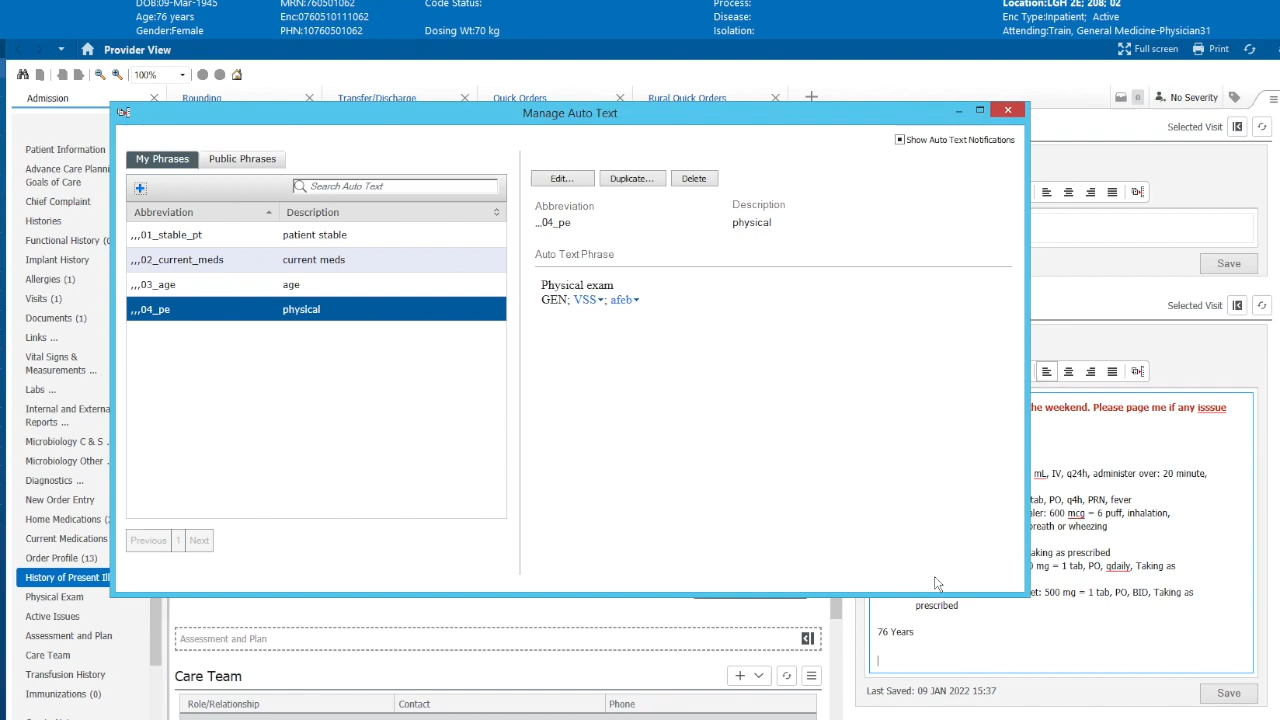 DOB:09-Mar-1945
MRN:760501062
Code Status:
Process:
Location:LGH 2E; 208; 02
Age:76 years
Enc:0760510111062
Disease:
Enc Type:Inpatient; Active
Gender:Female
PHN:10760501062
Dosing Wt:70 kg
Isolation:
Attending:Train, General Medicine-Physician31
Provider View
Full screen
Print
100%
Admission
Rounding
Transfer/Discharge
Quick Orders
Rural Quick Orders
0
No Severity
Manage Auto Text
Show Auto Text Notifications
Selected Visit
My Phrases
Public Phrases
Search Auto Text
Abbreviation
Description
,,,01_stable_pt
patient stable
,,,02_current_meds
current meds
,,,03_age
age
,,,04_pe
physical
Previous
1
Next
Edit...
Duplicate...
Delete
Abbreviation
Description
,,,04_pe
physical
Auto Text Phrase
Physical exam
GEN; VSS; afeb
Patient Information
Advance Care Planni
Goals of Care
Chief Complaint
Histories
Functional History (
Implant History
Allergies (1)
Visits (1)
Documents (1)
Links ...
Vital Signs &
Measurements ...
Labs ...
Internal and Externa
Reports ...
Microbiology C & S .
Microbiology Other .
Diagnostics ...
New Order Entry
Home Medications (
Current Medications
Order Profile (13)
History of Present Ill
Physical Exam
Active Issues
Assessment and Plan
Care Team
Transfusion History
Immunizations (0)
Save
Selected Visit
he weekend. Please page me if any isssue
mL, IV, q24h, administer over: 20 minute,
tab, PO, q4h, PRN, fever
aler: 600 mcg = 6 puff, inhalation,
breath or wheezing
aking as prescribed
mg = 1 tab, PO, qdaily, Taking as
et: 500 mg = 1 tab, PO, BID, Taking as
prescribed
76 Years
Last Saved: 09 JAN 2022 15:37
Save
Assessment and Plan
Care Team
Role/Relationship
Contact
Phone